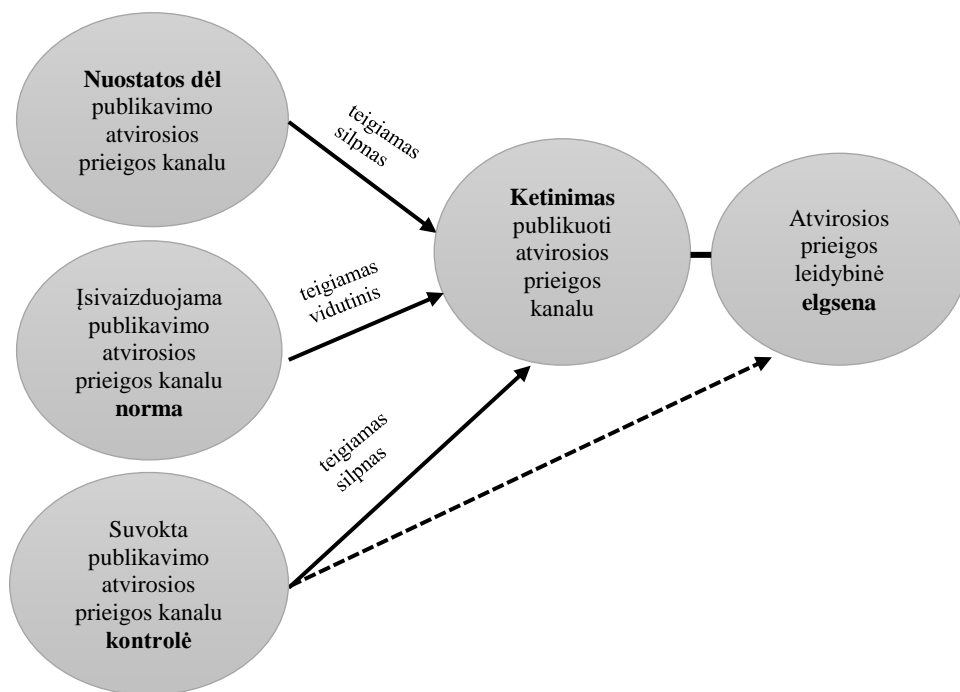 Nuostatos dėl
publikavimo
atvirosios
prieigos kanalu
teigiamas
silpnas
Įsivaizduojama
publikavimo
atvirosios
prieigos kanalu
norma
teigiamas
vidutinis
Suvokta
publikavimo
atvirosios
prieigos kanalu
kontrolė
teigiamas
silpnas
Ketinimas
publikuoti
atvirosios
prieigos
kanalu
Atvirosios
prieigos
leidybinė
elgsena